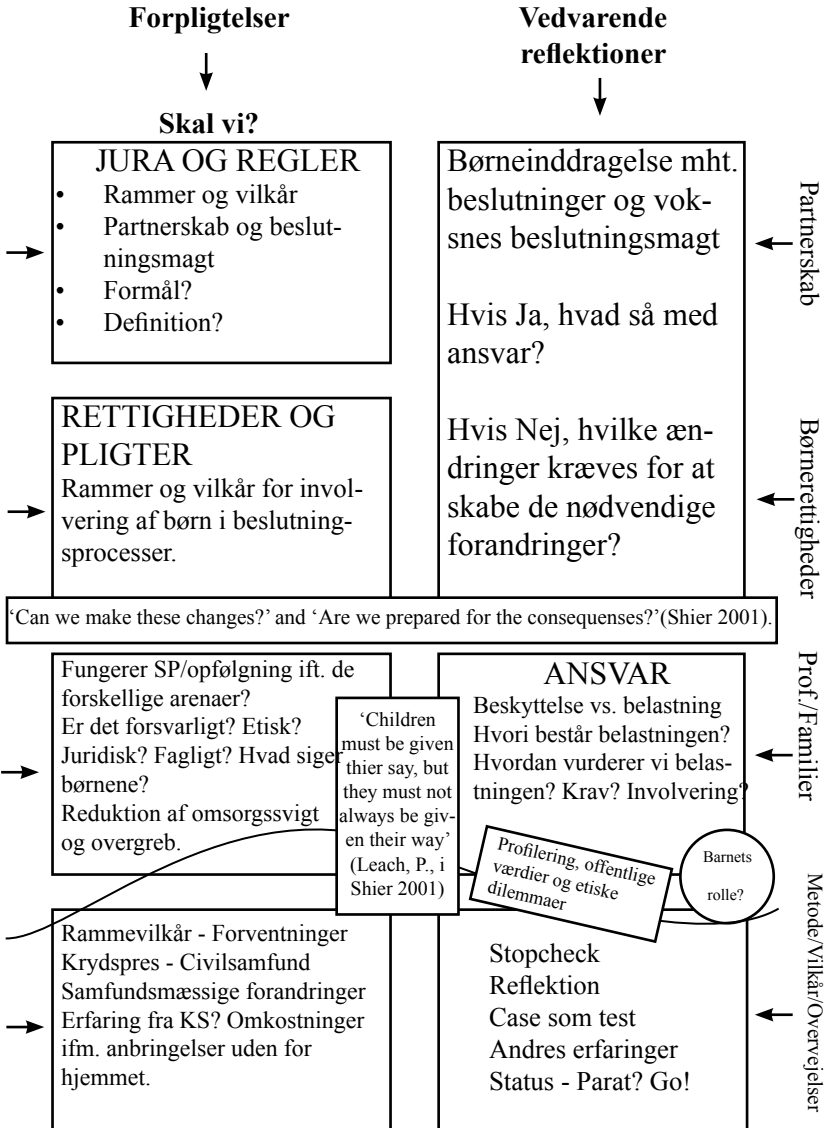 Forpligtelser
Skal vi?
JURA OG REGLER
• Rammer og vilkår
• Partnerskab og beslut-
ningsmagt
• Formål?
• Definition?
RETTIGHEDER OG
PLIGTER
Rammer og vilkår for invol-
vering af børn i beslutning-
sprocesser.
Vedvarende
reflektioner
Børneinddragelse mht.
beslutninger og vok-
snes beslutningsmagt
Hvis Ja, hvad så med
ansvar?
Hvis Nej, hvilke æn-
dringer kræves for at
skabe de nødvendige
forandringer?
Partnerskab
Børnerettigheder
‘Can we make these changes?’ and ‘Are we prepared for the consequenses?’(Shier 2001).
Fungerer SP/opfølgning ift. de
forskellige arenaer?
Er det forsvarligt? Etisk?
Juridisk? Fagligt? Hvad siger
børnene?
Reduktion af omsorgssvigt
og overgreb.
‘Children
must be given
thier say, but
they must not
always be giv-
en their way’
(Leach, P., i
Shier 2001)
ANSVAR
Beskyttelse vs. belastning
Hvori består belastningen?
Hvordan vurderer vi belas-
tningen? Krav? Involvering?
Prof./Familier
Profilering, offentlige
værdier og etiske
dilemmaer
Barnets
rolle?
Rammevilkår - Forventninger
Krydspres - Civilsamfund
Samfundsmæssige forandringer
Erfaring fra KS? Omkostninger
ifm. anbringelser uden for
hjemmet.
Stopcheck
Reflektion
Case som test
Andres erfaringer
Status - Parat? Go!
Metode/Vilkår/Overvejelser